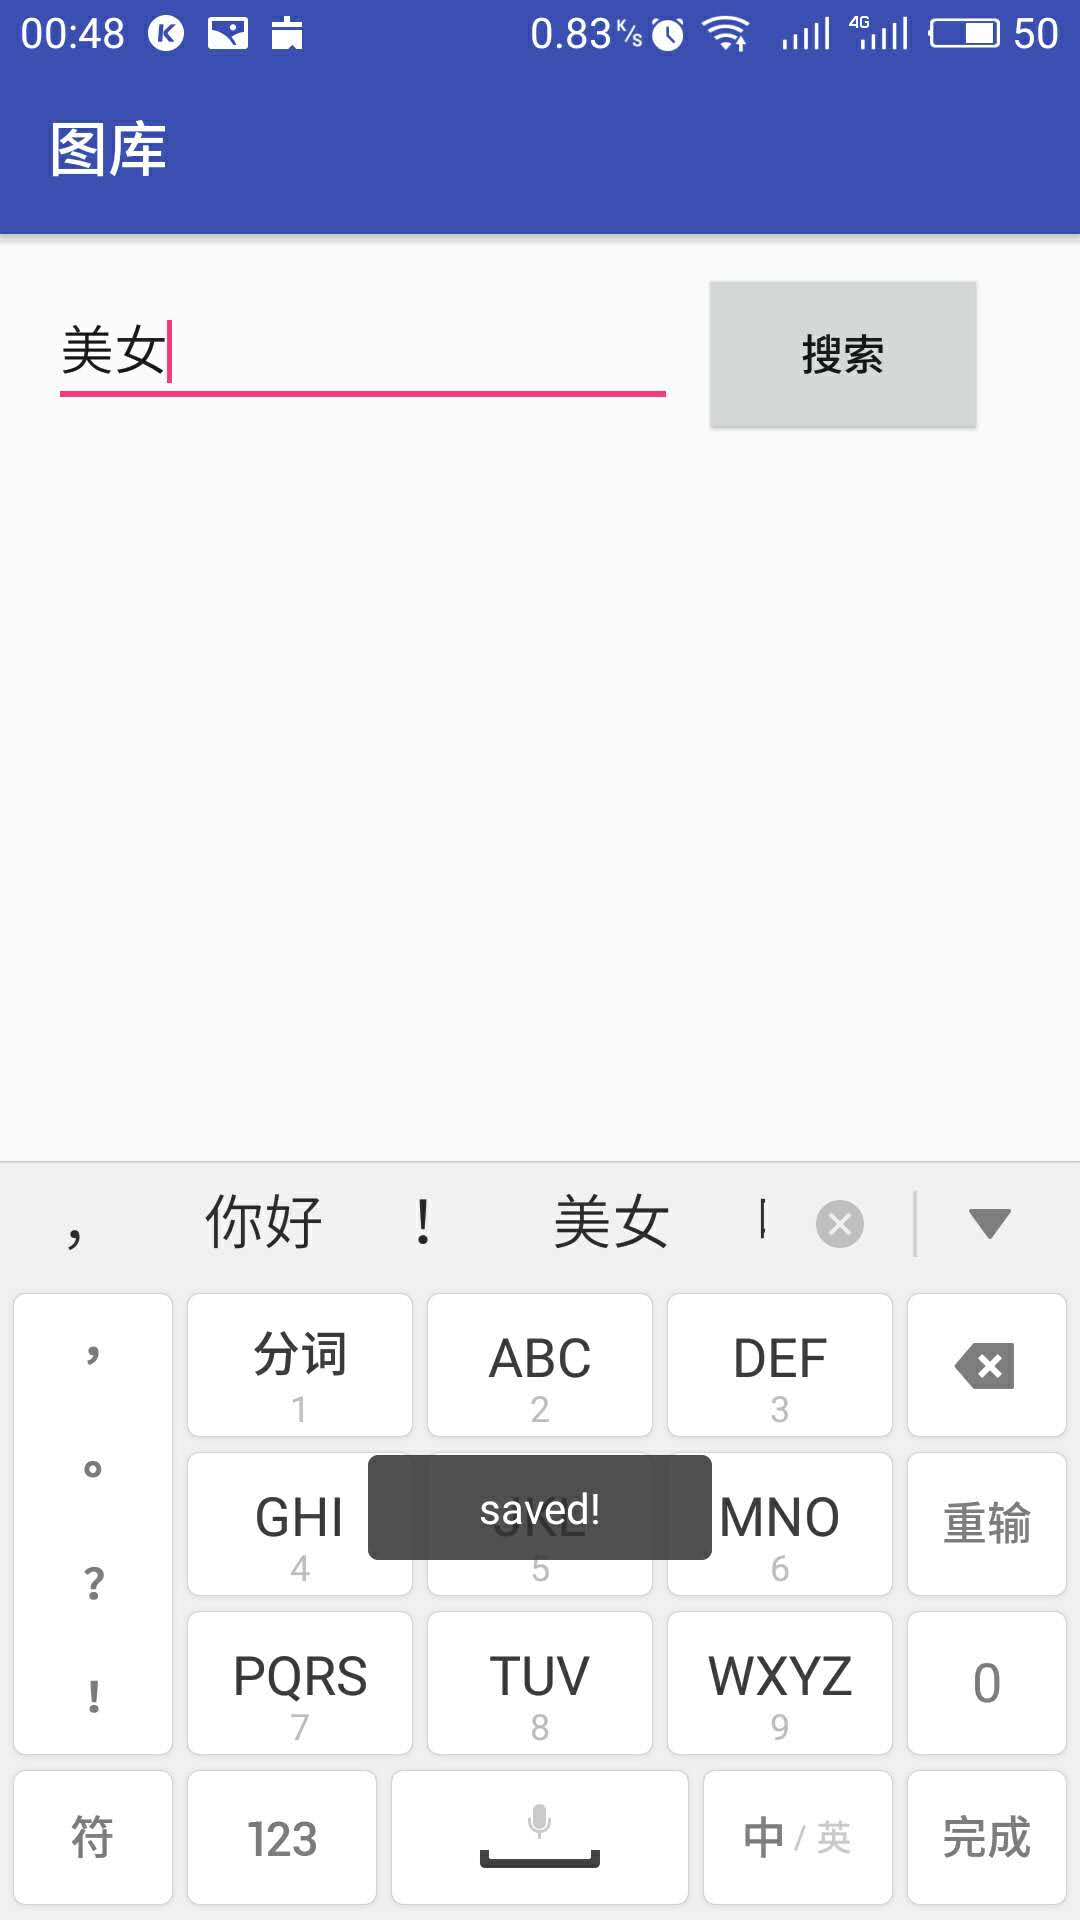 00:48 0.83 K/s 4G 50
图库
美女 搜索
， 你好 ！ 美女
， 分词 ABC DEF
1 2 3
。 GHI saved! MNO 重输
4 5 6
？ PQRS TUV WXYZ 0
！ 7 8 9
符 123 中/英 完成